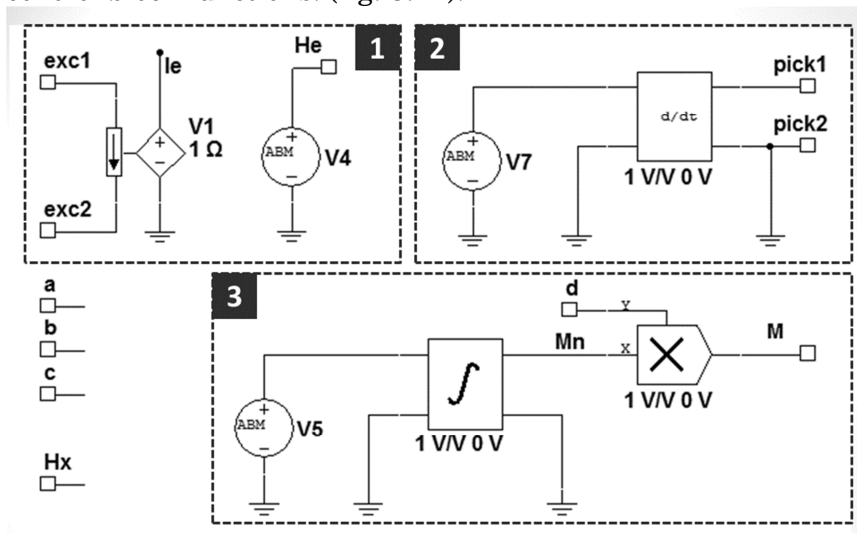 1
exc1
Ie
He
V1
1 Ω
ABM
V4
exc2
2
pick1
d/dt
pick2
ABM
V7
1 V/V 0 V
a
b
c
Hx
3
d
Y
Mn
X
M
1 V/V 0 V
ABM
V5
1 V/V 0 V